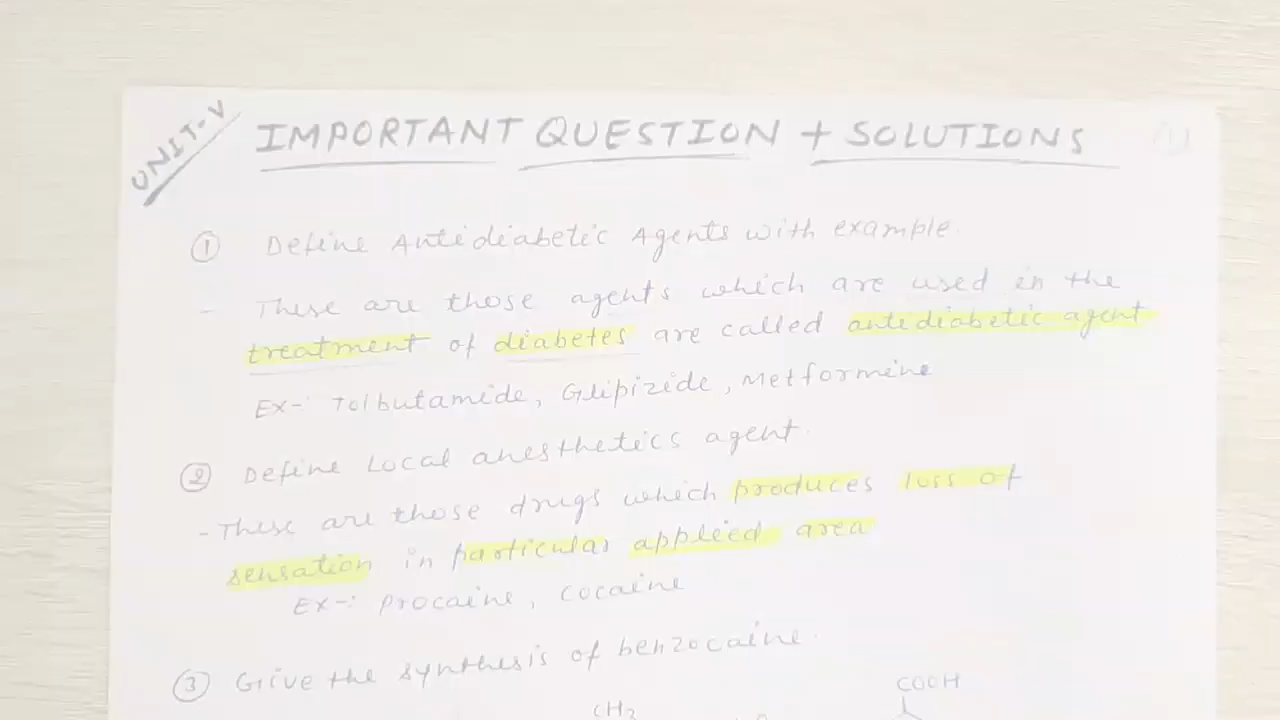 UNIT-V
IMPORTANT QUESTION + SOLUTIONS
(1)
① Define Antidiabetic Agents with example.
- These are those agents which are used in the
treatment of diabetes are called antidiabetic agent
Ex-: Tolbutamide, Glipizide, Metformine
② Define Local anesthetics agent.
- These are those drugs which produces loss of
sensation in particular applied area
Ex-: Procaine, cocaine
③ Give the synthesis of benzocaine.
COOH
CH3